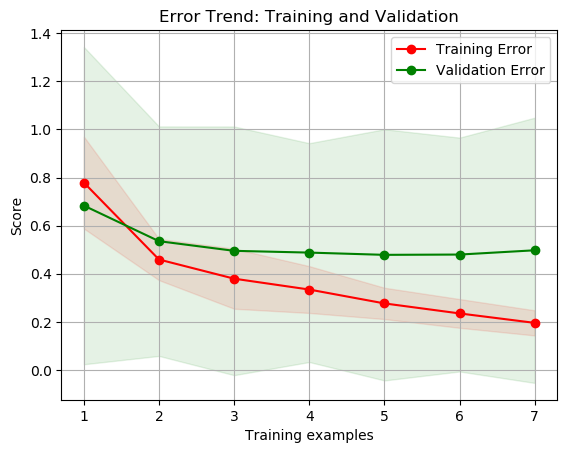 Error Trend: Training and Validation
1.4
1.2
1.0
0.8
0.6
0.4
0.2
0.0
Score
Training Error
Validation Error
1 2 3 4 5 6 7
Training examples